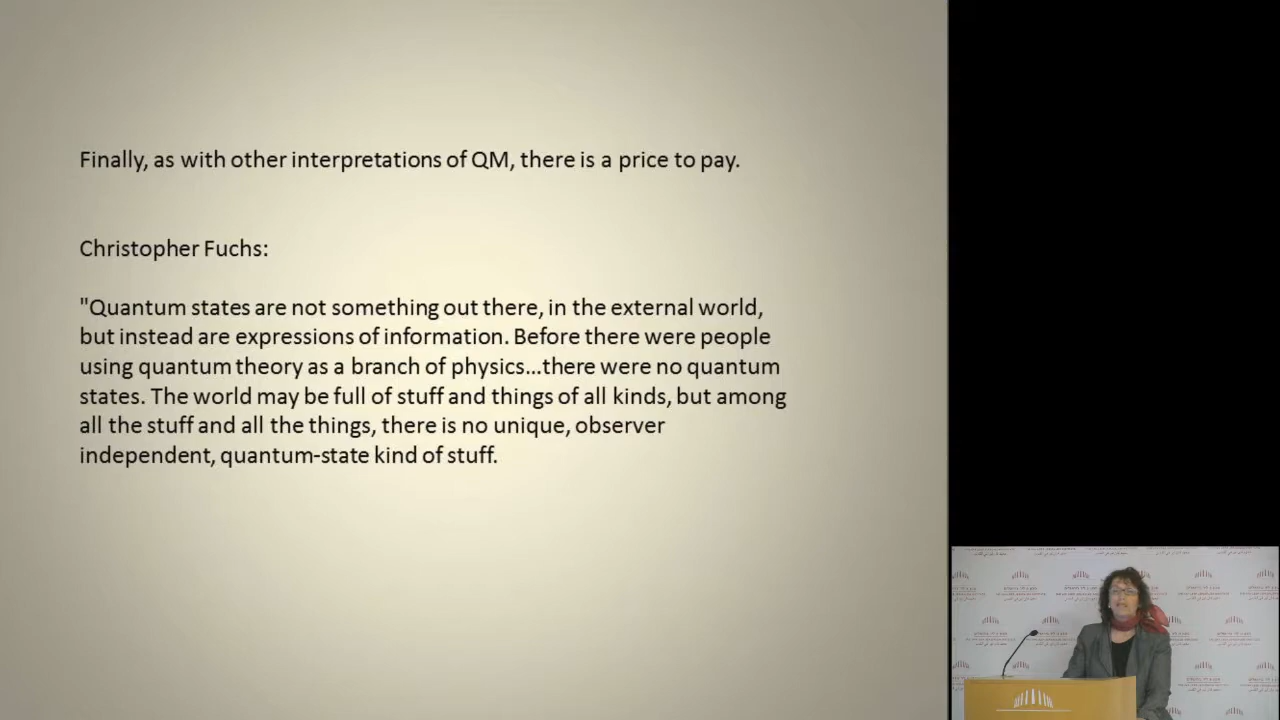 Finally, as with other interpretations of QM, there is a price to pay.
Christopher Fuchs:
"Quantum states are not something out there, in the external world,
but instead are expressions of information. Before there were people
using quantum theory as a branch of physics...there were no quantum
states. The world may be full of stuff and things of all kinds, but among
all the stuff and all the things, there is no unique, observer
independent, quantum-state kind of stuff.